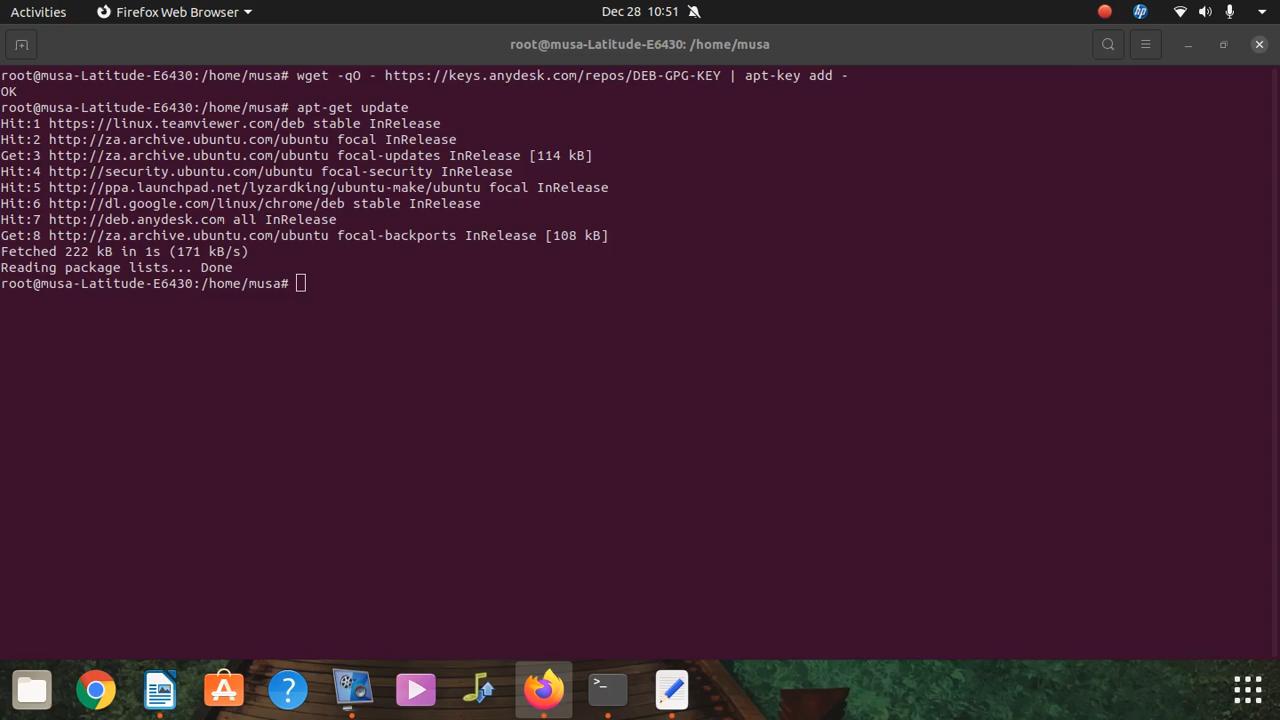 Activities Firefox Web Browser Dec 28 10:51 hp
root@musa-Latitude-E6430: /home/musa
root@musa-Latitude-E6430:/home/musa# wget -qO - https://keys.anydesk.com/repos/DEB-GPG-KEY | apt-key add -
OK
root@musa-Latitude-E6430:/home/musa# apt-get update
Hit:1 https://linux.teamviewer.com/deb stable InRelease
Hit:2 http://za.archive.ubuntu.com/ubuntu focal InRelease
Get:3 http://za.archive.ubuntu.com/ubuntu focal-updates InRelease [114 kB]
Hit:4 http://security.ubuntu.com/ubuntu focal-security InRelease
Hit:5 http://ppa.launchpad.net/lyzardking/ubuntu-make/ubuntu focal InRelease
Hit:6 http://dl.google.com/linux/chrome/deb stable InRelease
Hit:7 http://deb.anydesk.com all InRelease
Get:8 http://za.archive.ubuntu.com/ubuntu focal-backports InRelease [108 kB]
Fetched 222 kB in 1s (171 kB/s)
Reading package lists... Done
root@musa-Latitude-E6430:/home/musa#